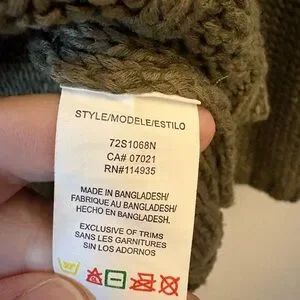 STYLE/MODELE/ESTILO
72S1068N
CA# 07021
RN#114935
MADE IN BANGLADESH/
FABRIQUE AU BANGLADESH/
HECHO EN BANGLADESH.
EXCLUSIVE OF TRIMS
SANS LES GARNITURES
SIN LOS ADORNOS